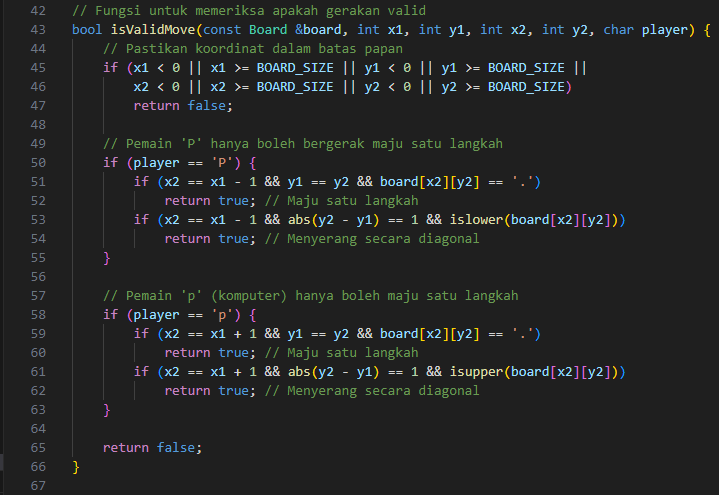 42 // Fungsi untuk memeriksa apakah gerakan valid
43 bool isValidMove(const Board &board, int x1, int y1, int x2, int y2, char player) {
44     // Pastikan koordinat dalam batas papan
45     if (x1 < 0 || x1 >= BOARD_SIZE || y1 < 0 || y1 >= BOARD_SIZE ||
46         x2 < 0 || x2 >= BOARD_SIZE || y2 < 0 || y2 >= BOARD_SIZE)
47         return false;
48
49     // Pemain 'P' hanya boleh bergerak maju satu langkah
50     if (player == 'P') {
51         if (x2 == x1 - 1 && y1 == y2 && board[x2][y2] == '.')
52             return true; // Maju satu langkah
53         if (x2 == x1 - 1 && abs(y2 - y1) == 1 && islower(board[x2][y2]))
54             return true; // Menyerang secara diagonal
55     }
56
57     // Pemain 'p' (komputer) hanya boleh maju satu langkah
58     if (player == 'p') {
59         if (x2 == x1 + 1 && y1 == y2 && board[x2][y2] == '.')
60             return true; // Maju satu langkah
61         if (x2 == x1 + 1 && abs(y2 - y1) == 1 && isupper(board[x2][y2]))
62             return true; // Menyerang secara diagonal
63     }
64
65     return false;
66 }
67